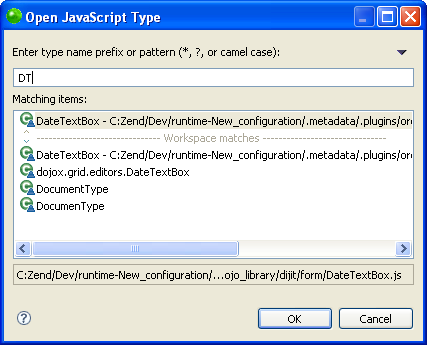 Open JavaScript Type
Enter type name prefix or pattern (*, ?, or camel case):
DT
Matching items:
DateTextBox - C:Zend/Dev/runtime-New_configuration/.metadata/.plugins/or
Workspace matches
DateTextBox - C:Zend/Dev/runtime-New_configuration/.metadata/.plugins/or
dojox.grid.editors.DateTextBox
DocumentType
DocumenType
C:Zend/Dev/runtime-New_configuration/...ojo_library/dijit/form/DateTextBox.js
OK
Cancel